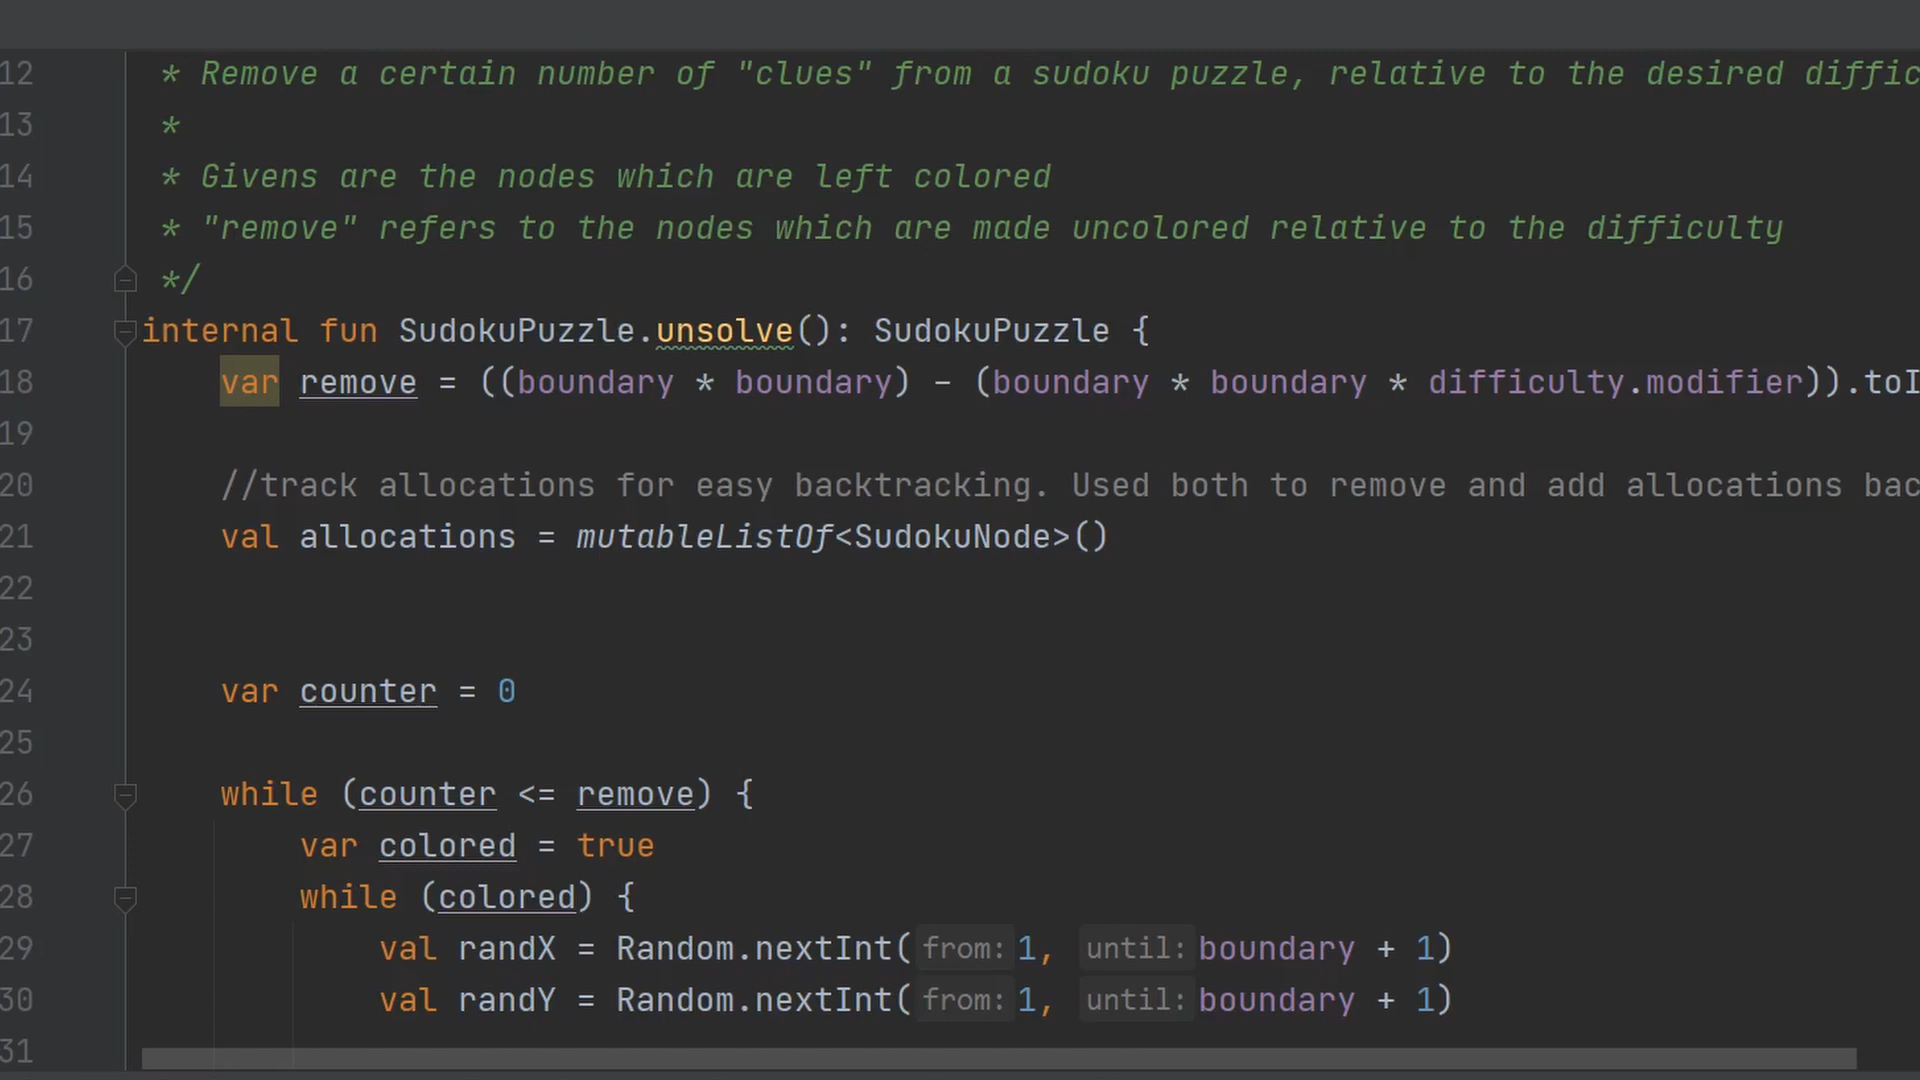 12 * Remove a certain number of "clues" from a sudoku puzzle, relative to the desired
13 *
14 * Givens are the nodes which are left colored
15 * "remove" refers to the nodes which are made uncolored relative to the difficulty
16 */
17 internal fun SudokuPuzzle.unsolve(): SudokuPuzzle {
18 var remove = ((boundary * boundary) - (boundary * boundary * difficulty.modifier)).toI
19
20 //track allocations for easy backtracking. Used both to remove and add allocations bac
21 val allocations = mutableListOf<SudokuNode>()
22
23
24 var counter = 0
25
26 while (counter <= remove) {
27 var colored = true
28 while (colored) {
29 val randX = Random.nextInt(from: 1, until: boundary + 1)
30 val randY = Random.nextInt(from: 1, until: boundary + 1)
31